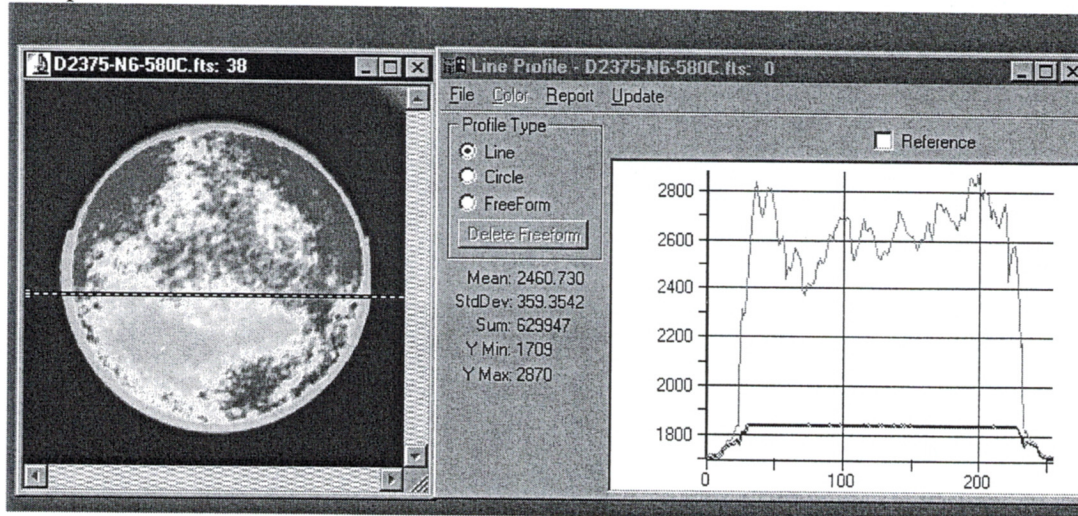 D2375-N6-580C.fts: 38
Line Profile - D2375-N6-580C.fts: 0
File Color Report Update
Profile Type
Line
Circle
FreeForm
Delete Freeform
Mean: 2460.730
StdDev: 359.3542
Sum: 629947
Y Min: 1709
Y Max: 2870
Reference
2800
2600
2400
2200
2000
1800
0 100 200